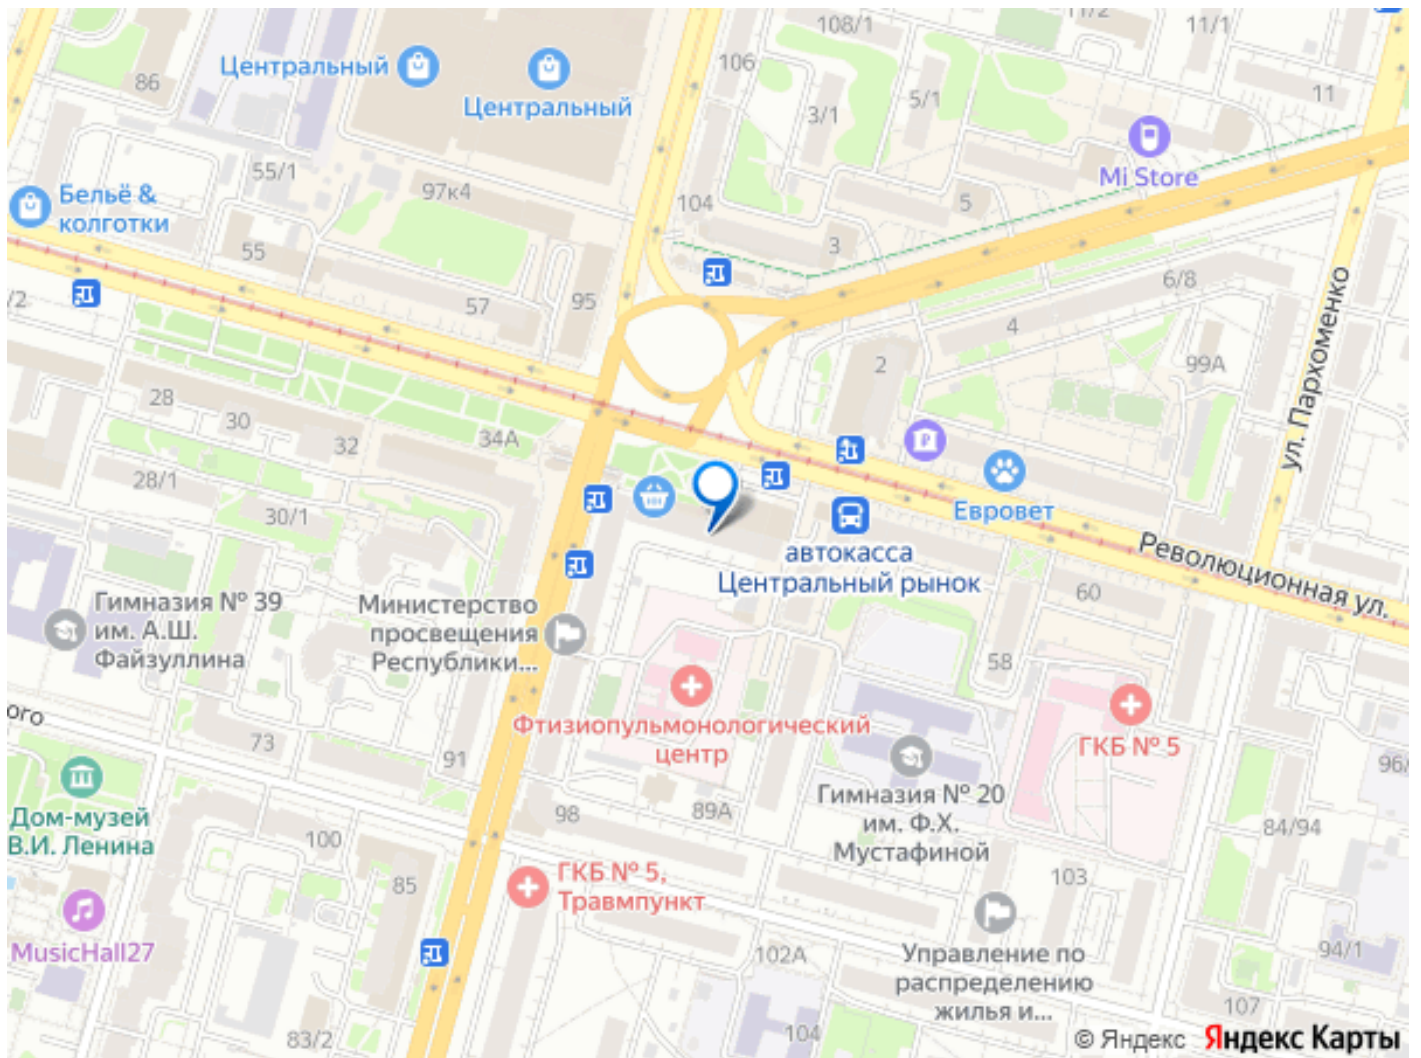 108/1
11/2
11/1
Центральный
Центральный
106
86
5/1
3/1
11
Mi Store
55/1
97к4
Бельё &
колготки
104
5
55
3
6/8
57
95
4
2
99А
ул. Пархоменко
28
30
32
34А
28/1
30/1
₽
Евровет
автокасса
Центральный рынок
Революционная ул.
60
Гимназия № 39
им. А.Ш.
Файзуллина
Министерство
просвещения
Республики...
58
ого
73
91
Фтизиопульмонологический
центр
ГКБ № 5
96/
Гимназия № 20
им. Ф.Х.
Мустафиной
89А
98
84/94
Дом-музей
В.И. Ленина
100
85
ГКБ № 5,
Травмпункт
103
MusicHall27
102А
Управление по
распределению
жилья и...
94/1
107
83/2
104
© Яндекс Яндекс Карты